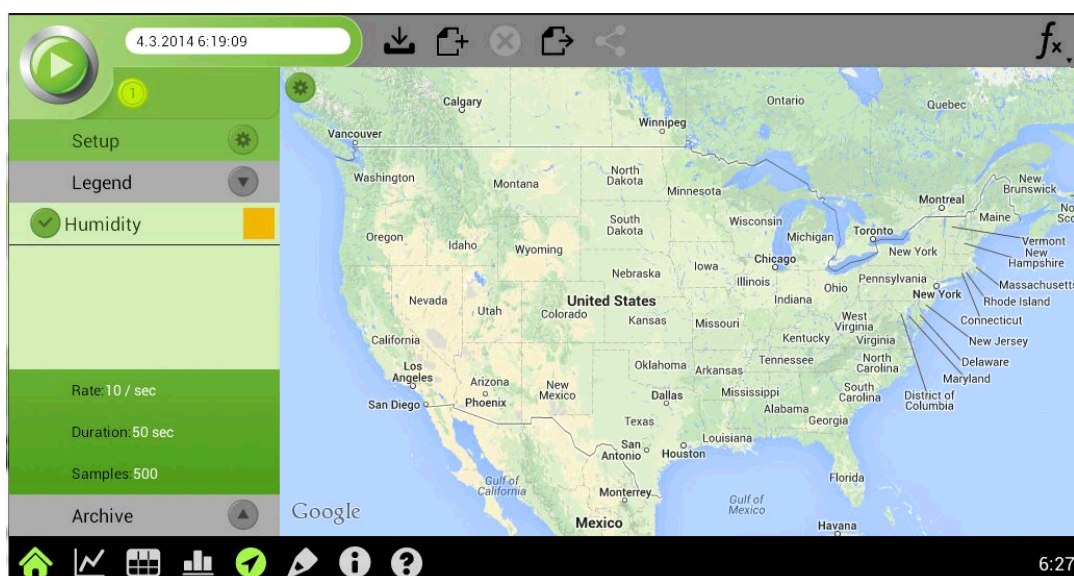 4.3.2014 6:19:09
fx
1
Setup
Legend
Humidity
Rate:10 / sec
Duration:50 sec
Samples:500
Archive
Calgary
Ontario
Quebec
Winnipeg
Vancouver
Washington
Montana
North
Dakota
Minnesota
Montreal
New
Brunswick
Maine
No
Sco
South
Dakota
Wisconsin
Michigan
Toronto
Vermont
New
Hampshire
Oregon
Idaho
Wyoming
Chicago
New York
Iowa
Nebraska
Illinois
Indiana
Ohio
Pennsylvania
New York
Massachusetts
Rhode Island
Connecticut
Nevada
Utah
Colorado
United States
Kansas
Missouri
West
Virginia
Virginia
New Jersey
Kentucky
California
Delaware
Maryland
Los
Angeles
Arizona
Phoenix
New
Mexico
Oklahoma
Arkansas
Tennessee
North
Carolina
San Diego
Dallas
Mississippi
South
Carolina
District of
Columbia
Alabama
Georgia
Texas
San
Antonio
Houston
Louisiana
Gulf of
California
Monterrey
Gulf of
Mexico
Florida
Google
Mexico
Havana
6:27